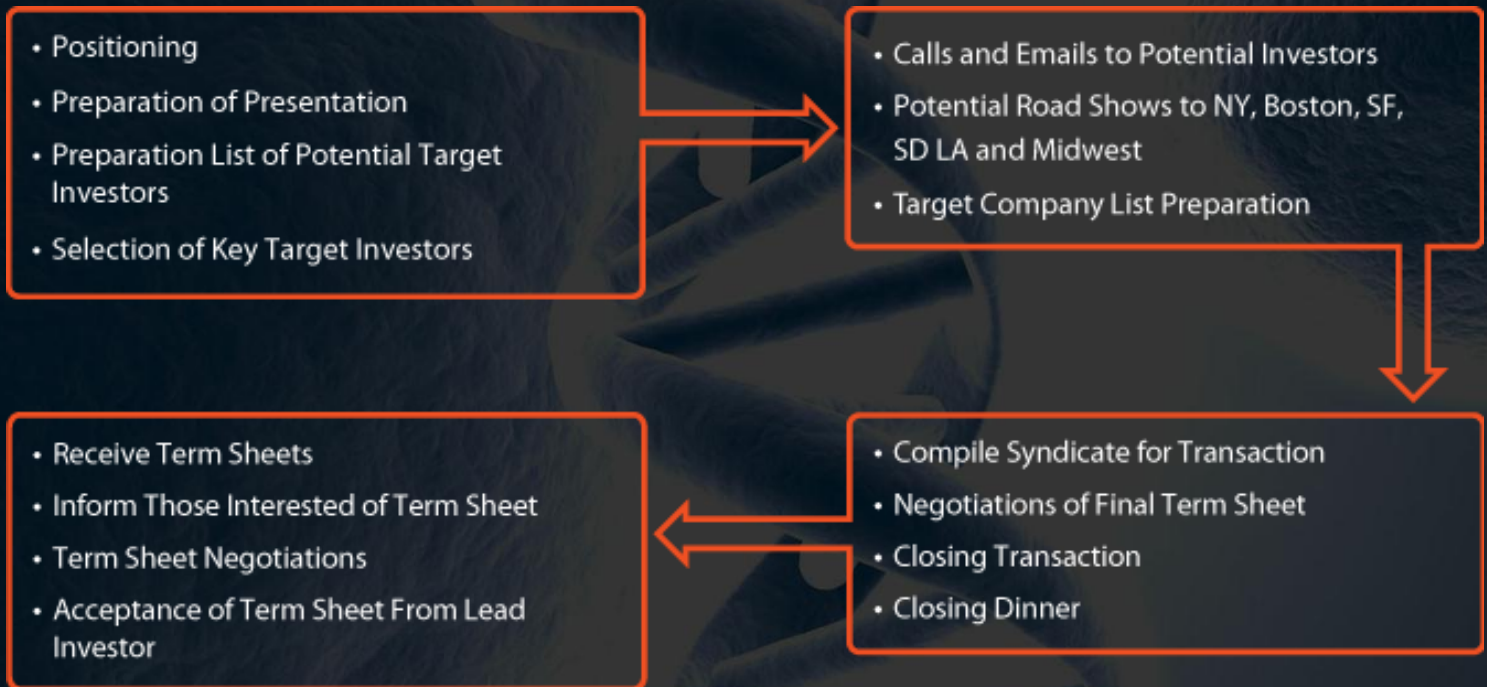 • Positioning
• Preparation of Presentation
• Preparation List of Potential Target
Investors
• Selection of Key Target Investors
• Calls and Emails to Potential Investors
• Potential Road Shows to NY, Boston, SF,
SD LA and Midwest
• Target Company List Preparation
• Compile Syndicate for Transaction
• Negotiations of Final Term Sheet
• Closing Transaction
• Closing Dinner
• Receive Term Sheets
• Inform Those Interested of Term Sheet
• Term Sheet Negotiations
• Acceptance of Term Sheet From Lead
Investor